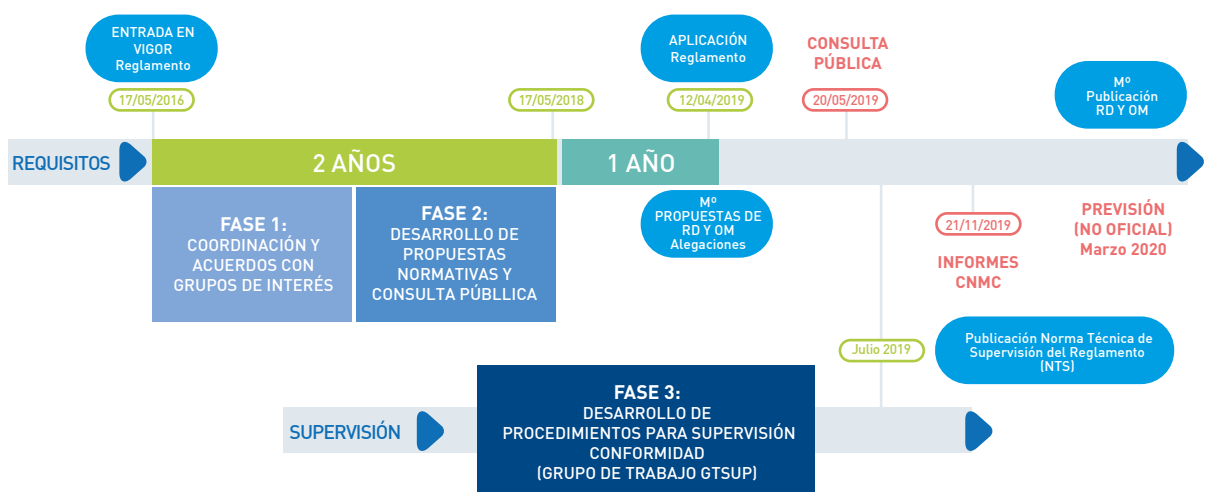 ENTRADA EN
VIGOR
Reglamento
17/05/2016
17/05/2018
APLICACIÓN
Reglamento
12/04/2019
CONSULTA
PÚBLICA
20/05/2019
Mº
Publicación
RD Y OM
REQUISITOS
2 AÑOS
1 AÑO
FASE 1:
COORDINACIÓN Y
ACUERDOS CON
GRUPOS DE INTERÉS
FASE 2:
DESARROLLO DE
PROPUESTAS
NORMATIVAS Y
CONSULTA PÚBLLICA
Mº
PROPUESTAS DE
RD Y OM
Alegaciones
21/11/2019
INFORMES
CNMC
PREVISIÓN
(NO OFICIAL)
Marzo 2020
Julio 2019
Publicación Norma Técnica de
Supervisión del Reglamento
(NTS)
SUPERVISIÓN
FASE 3:
DESARROLLO DE
PROCEDIMIENTOS PARA SUPERVISIÓN
CONFORMIDAD
(GRUPO DE TRABAJO GTSUP)